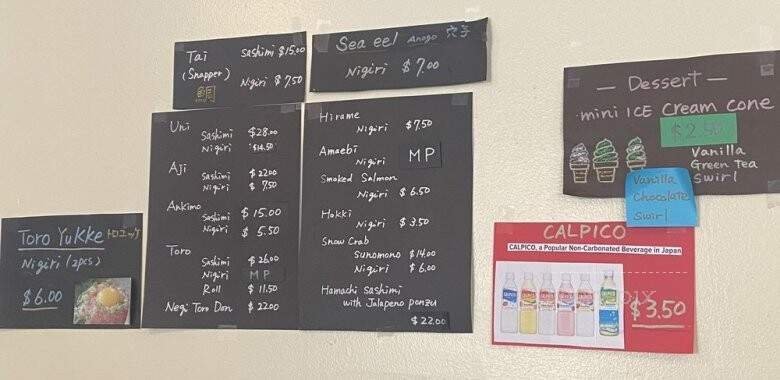 Tai Sashimi $15.00
(Snapper)
鯛 Nigiri $7.50
Sea eel Anago 穴子
Nigiri $7.00
Uni
Sashimi $28.00
Nigiri $14.50
Aji
Sashimi $22.00
Nigiri $7.50
Ankimo
Sashimi $15.00
Nigiri $5.50
Toro
Sashimi $26.00
Nigiri MP
Roll $11.50
Negi Toro Don $22.00
Hirame
Nigiri $7.50
Amaebi
Nigiri MP
Smoked Salmon
Nigiri $6.50
Hokki
Nigiri $3.50
Snow Crab
Sunomono $14.00
Nigiri $6.00
Hamachi Sashimi
with Jalapeno ponzu
$22.00
Toro Yukke トロユッケ
Nigiri (2pcs)
$6.00
— Dessert —
mini ICE Cream Cone
$2.50
Vanilla
Green Tea
Swirl
Vanilla
Chocolate
Swirl
CALPICO
CALPICO, a Popular Non-Carbonated Beverage in Japan
$3.50